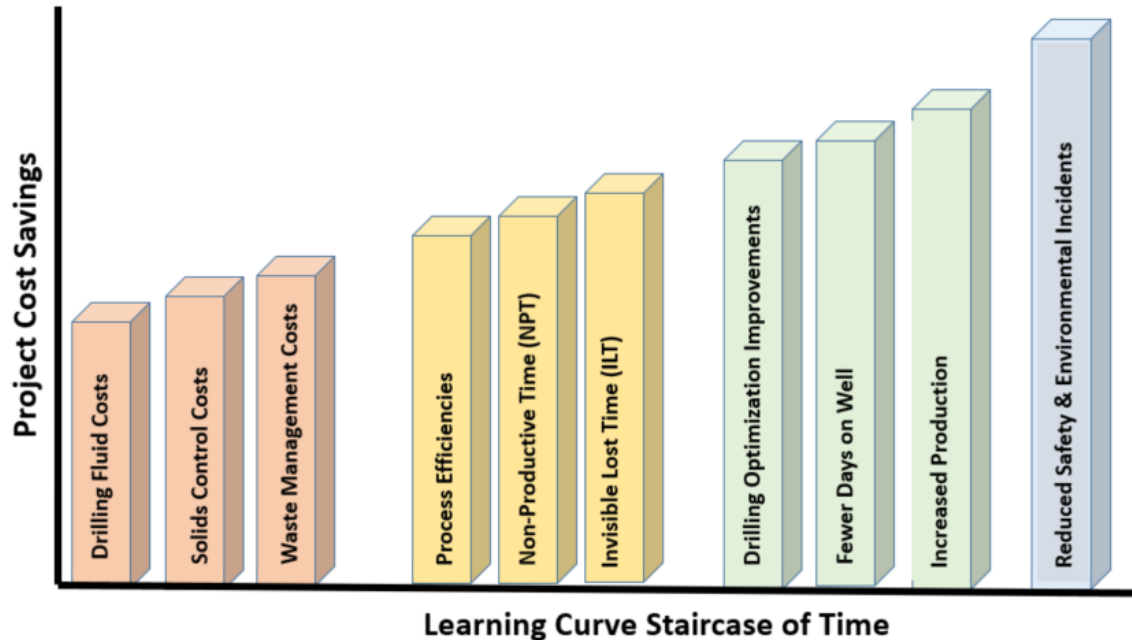 Project Cost Savings
Drilling Fluid Costs
Solids Control Costs
Waste Management Costs
Process Efficiencies
Non-Productive Time (NPT)
Invisible Lost Time (ILT)
Drilling Optimization Improvements
Fewer Days on Well
Increased Production
Reduced Safety & Environmental Incidents
Learning Curve Staircase of Time